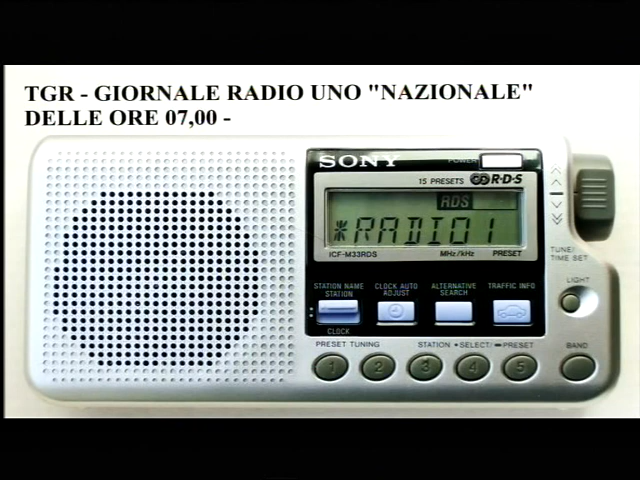 TGR - GIORNALE RADIO UNO "NAZIONALE"
DELLE ORE 07,00 -
SONY
POWER
15 PRESETS R·D·S
RDS
*RADIO1
ICF-M33RDS MHz/kHz PRESET
TUNE/
TIME SET
STATION NAME
STATION
CLOCK AUTO
ADJUST
ALTERNATIVE
SEARCH
TRAFFIC INFO
LIGHT
CLOCK
PRESET TUNING STATION +SELECT/-PRESET BAND
1 2 3 4 5